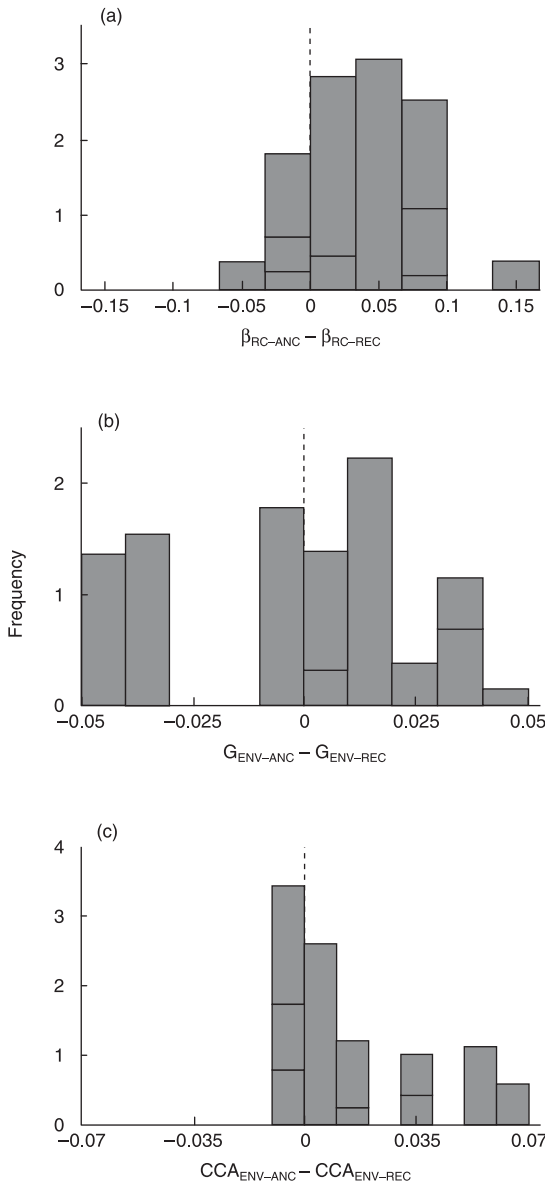 (a)
3
2
1
0
−0.15 −0.1 −0.05 0 0.05 0.1 0.15
βRC–ANC – βRC–REC
(b)
2
1
0
Frequency
−0.05 −0.025 0 0.025 0.05
GENV–ANC – GENV–REC
(c)
4
3
2
1
0
−0.07 −0.035 0 0.035 0.07
CCAENV–ANC – CCAENV–REC